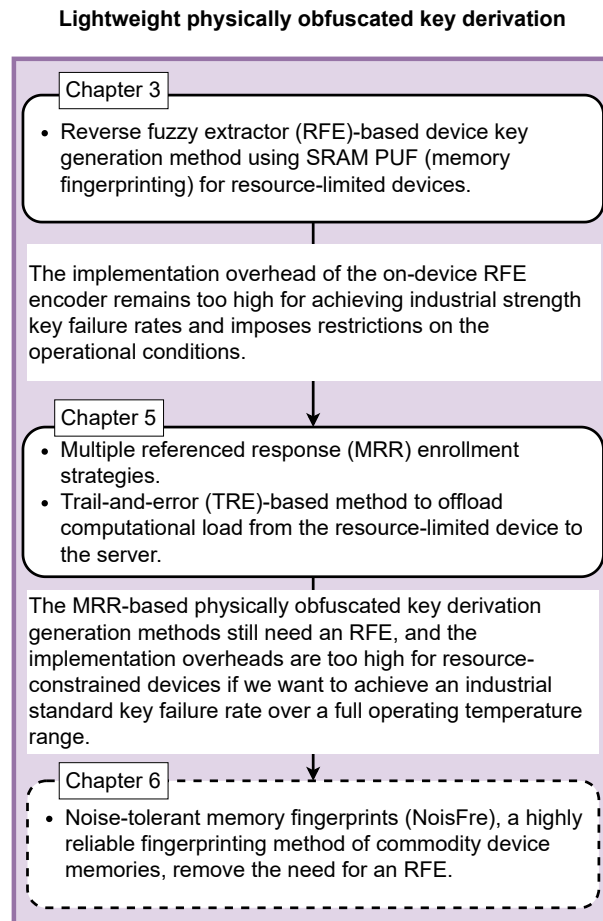 Lightweight physically obfuscated key derivation
Chapter 3
• Reverse fuzzy extractor (RFE)-based device key
generation method using SRAM PUF (memory
fingerprinting) for resource-limited devices.
The implementation overhead of the on-device RFE
encoder remains too high for achieving industrial strength
key failure rates and imposes restrictions on the
operational conditions.
Chapter 5
• Multiple referenced response (MRR) enrollment
strategies.
• Trail-and-error (TRE)-based method to offload
computational load from the resource-limited device to
the server.
The MRR-based physically obfuscated key derivation
generation methods still need an RFE, and the
implementation overheads are too high for resource-
constrained devices if we want to achieve an industrial
standard key failure rate over a full operating temperature
range.
Chapter 6
• Noise-tolerant memory fingerprints (NoisFre), a highly
reliable fingerprinting method of commodity device
memories, remove the need for an RFE.